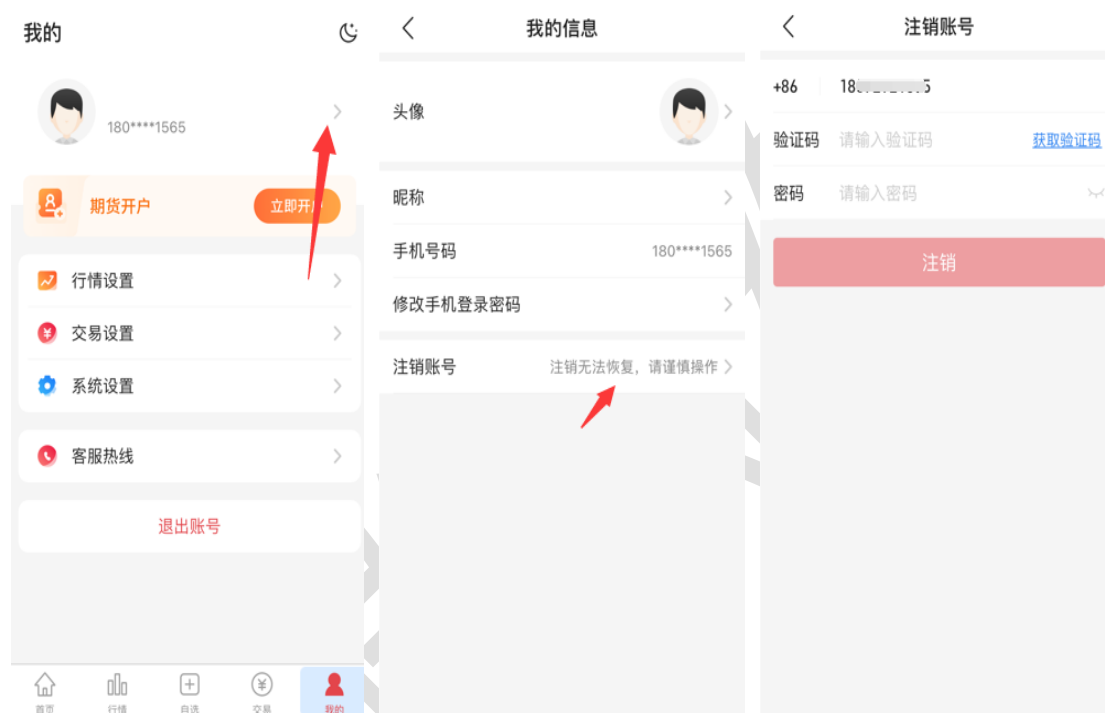 我的
180****1565
期货开户
立即开户
行情设置
交易设置
系统设置
客服热线
退出账号
首页
行情
自选
交易
我的
我的信息
头像
昵称
手机号码 180****1565
修改手机登录密码
注销账号 注销无法恢复，请谨慎操作
注销账号
+86
验证码 请输入验证码 获取验证码
密码 请输入密码
注销